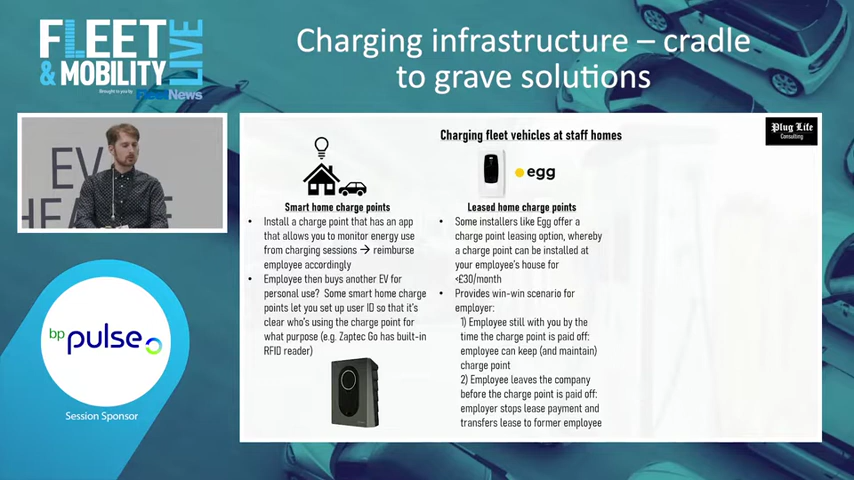 FLEET
& MOBILITY
LIVE
Brought to you by
FleetNews
Charging infrastructure – cradle
to grave solutions
Charging fleet vehicles at staff homes
Plug Life
Consulting
egg
Smart home charge points
• Install a charge point that has an app
that allows you to monitor energy use
from charging sessions → reimburse
employee accordingly
• Employee then buys another EV for
personal use? Some smart home charge
points let you set up user ID so that it's
clear who's using the charge point for
what purpose (e.g. Zaptec Go has built-in
RFID reader)
Leased home charge points
• Some installers like Egg offer a
charge point leasing option, whereby
a charge point can be installed at
your employee's house for
<£30/month
• Provides win-win scenario for
employer:
1) Employee still with you by the
time the charge point is paid off:
employee can keep (and maintain)
charge point
2) Employee leaves the company
before the charge point is paid off:
employer stops lease payment and
transfers lease to former employee
bp
pulse
Session Sponsor